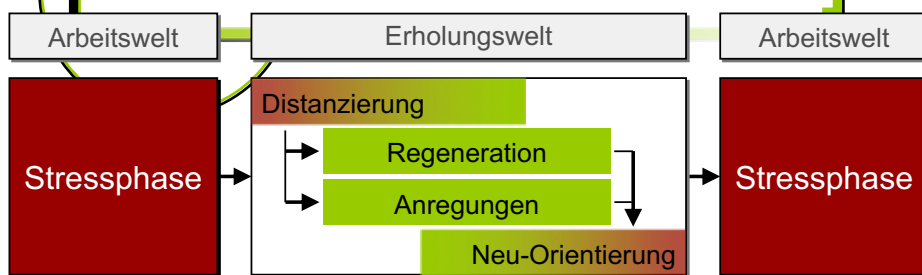 Arbeitswelt
Erholungswelt
Arbeitswelt
Stressphase
Distanzierung
Regeneration
Anregungen
Neu-Orientierung
Stressphase